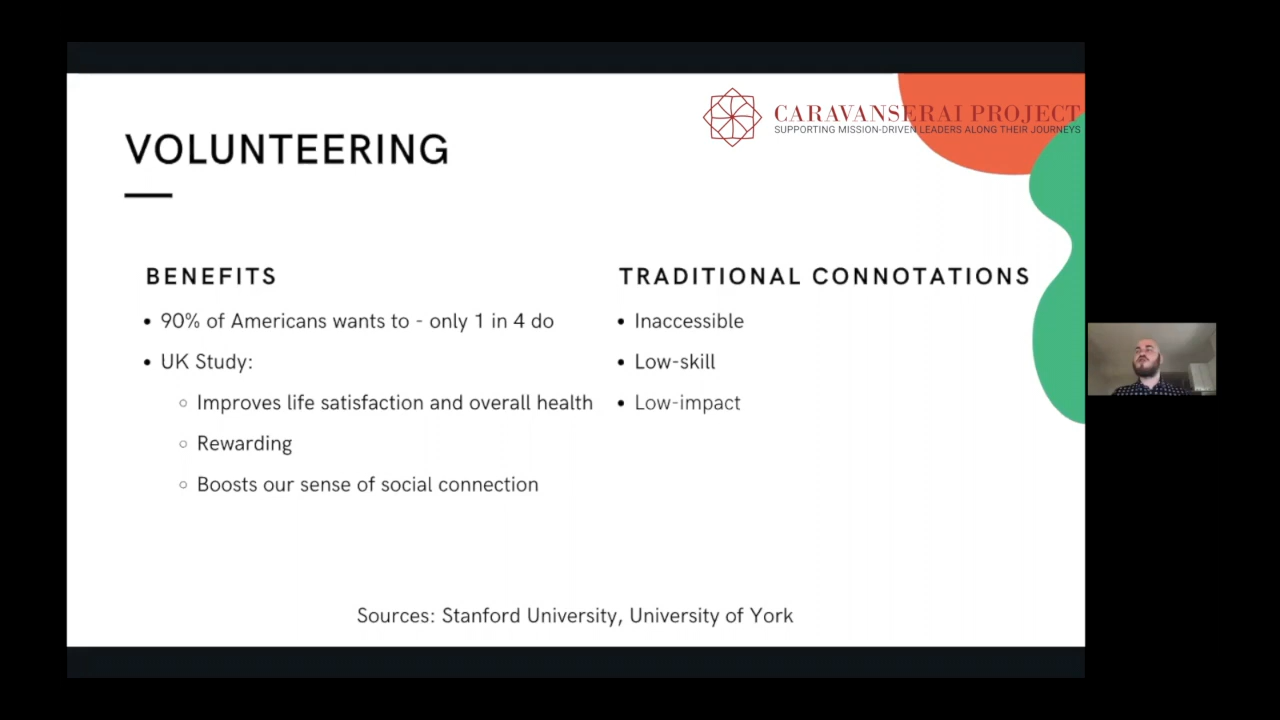 CARAVANSERAI PROJECT
SUPPORTING MISSION-DRIVEN LEADERS ALONG THEIR JOURNEYS
VOLUNTEERING
BENEFITS
• 90% of Americans wants to - only 1 in 4 do
• UK Study:
○ Improves life satisfaction and overall health
○ Rewarding
○ Boosts our sense of social connection
TRADITIONAL CONNOTATIONS
• Inaccessible
• Low-skill
• Low-impact
Sources: Stanford University, University of York